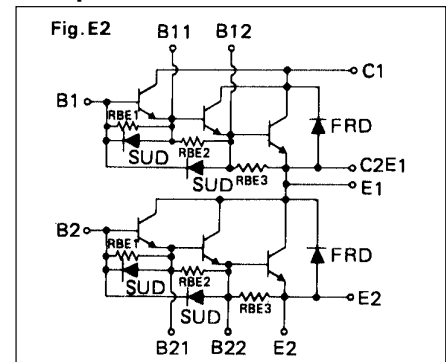 Fig.E2
B11 B12
C1
B1
RBE1
FRD
SUD RBE2
SUD RBE3
C2E1
E1
B2
RBE1
FRD
SUD RBE2
SUD RBE3
E2
B21 B22 E2